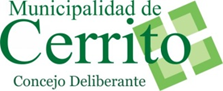 Municipalidad de
Cerrito
Concejo Deliberante